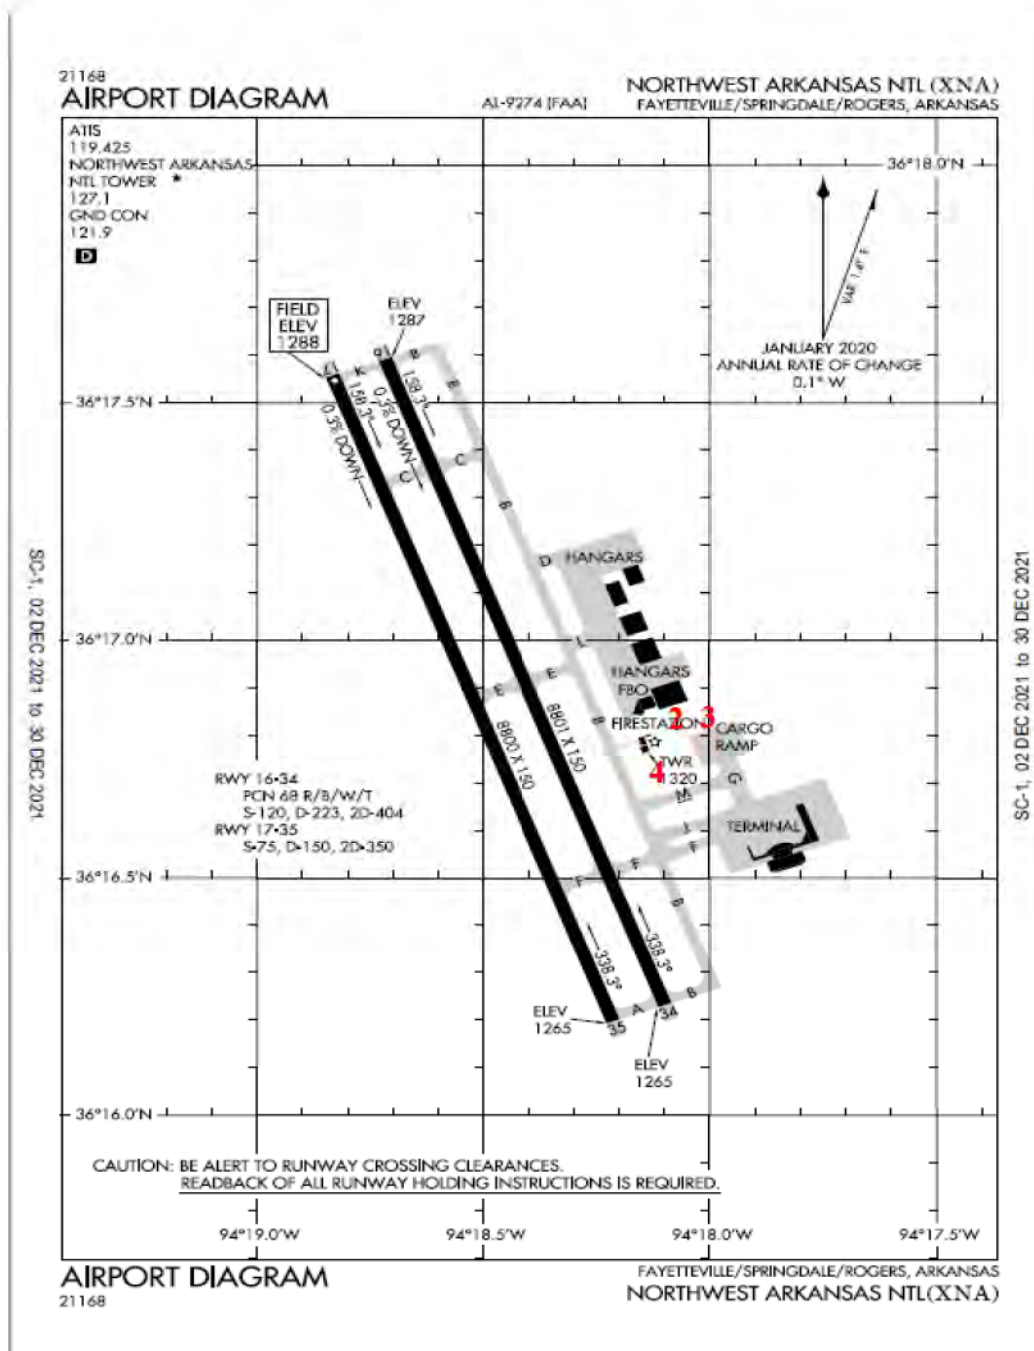 21168
AIRPORT DIAGRAM
AL-9274 (FAA)
NORTHWEST ARKANSAS NTL (XNA)
FAYETTEVILLE/SPRINGDALE/ROGERS, ARKANSAS
ATIS
119.425
NORTHWEST ARKANSAS
NTL TOWER *
127.1
GND CON
121.9
D
36°18.0'N
VAR 1.4° E
JANUARY 2020
ANNUAL RATE OF CHANGE
0.1° W
FIELD
ELEV
1288
ELEV
1287
17
K
16
B
B
158.3°
0.3% DOWN
158.3°
0.3% DOWN
36°17.5'N
C
C
B
D
HANGARS
36°17.0'N
L
E
E
HANGARS
FBO
B
FIRESTATION
2
3
CARGO
RAMP
TWR
1320
4
G
M
8800 X 150
8801 X 150
RWY 16-34
PCN 68 R/B/W/T
S-120, D-223, 2D-404
RWY 17-35
S-75, D-150, 2D-350
J
TERMINAL
F
F
F
36°16.5'N
B
338.3°
338.3°
B
A
ELEV
1265
35
34
ELEV
1265
36°16.0'N
CAUTION: BE ALERT TO RUNWAY CROSSING CLEARANCES.
READBACK OF ALL RUNWAY HOLDING INSTRUCTIONS IS REQUIRED.
94°19.0'W
94°18.5'W
94°18.0'W
94°17.5'W
SC-1, 02 DEC 2021 to 30 DEC 2021
SC-1, 02 DEC 2021 to 30 DEC 2021
AIRPORT DIAGRAM
21168
FAYETTEVILLE/SPRINGDALE/ROGERS, ARKANSAS
NORTHWEST ARKANSAS NTL(XNA)